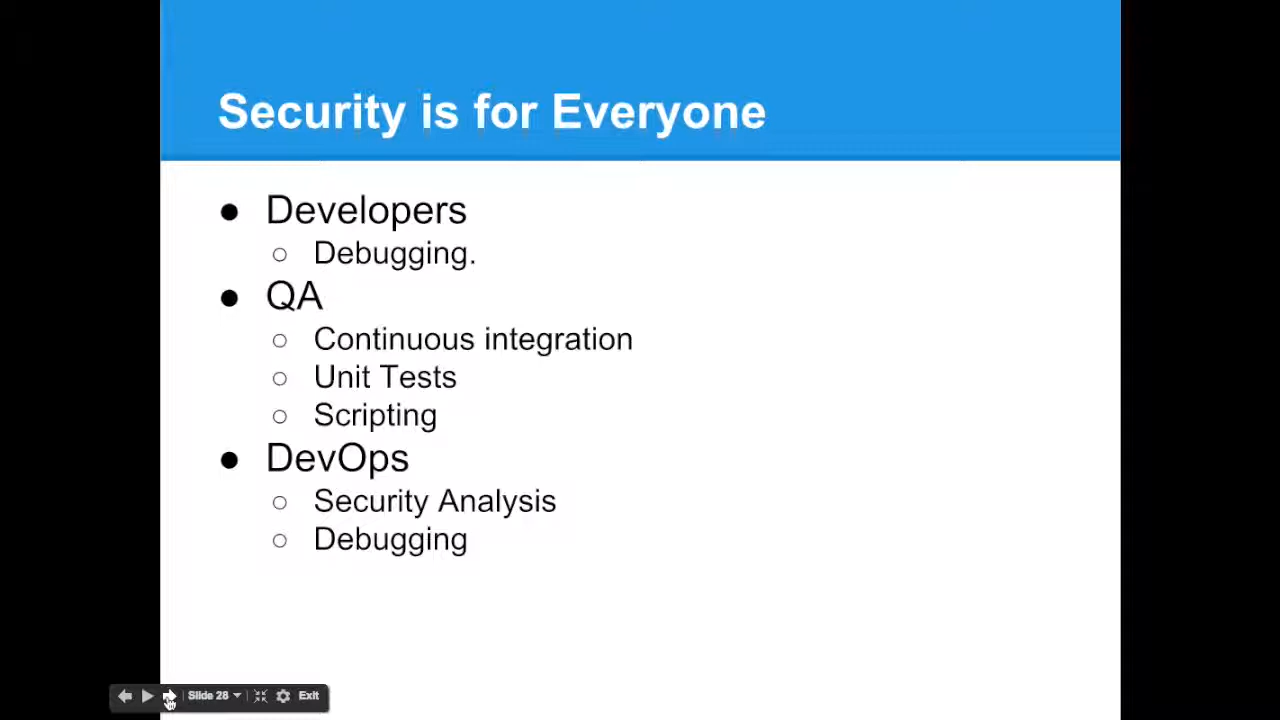 Security is for Everyone
● Developers
○ Debugging.
● QA
○ Continuous integration
○ Unit Tests
○ Scripting
● DevOps
○ Security Analysis
○ Debugging
Slide 28 Exit